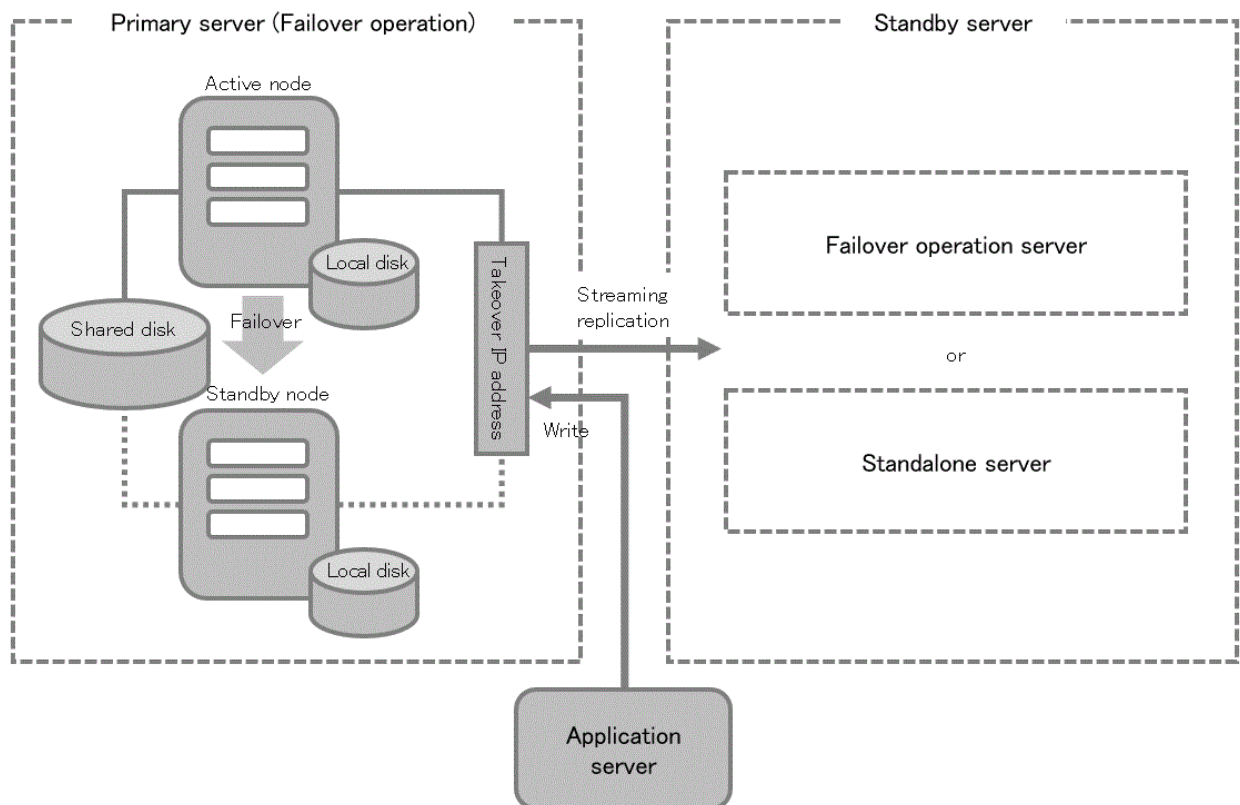 Primary server (Failover operation)
Standby server
Active node
Local disk
Takeover IP address
Streaming
replication
Failover operation server
Shared disk
Failover
or
Standby node
Write
Standalone server
Local disk
Application
server